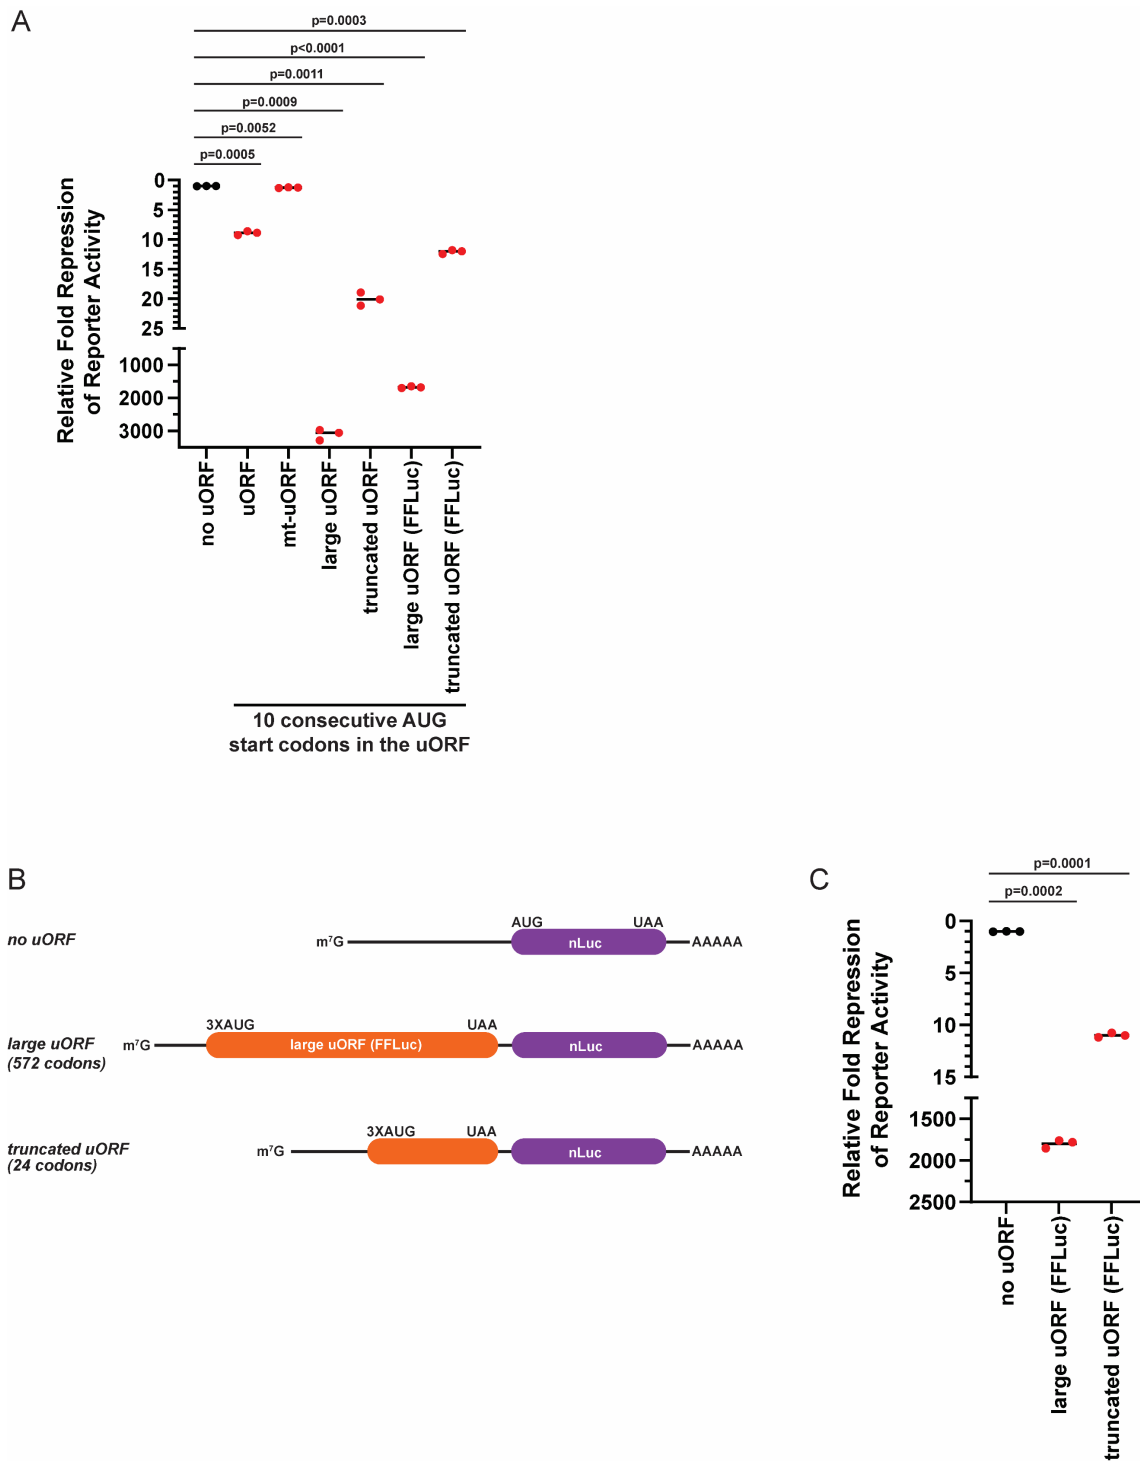 A
p=0.0003
p<0.0001
p=0.0011
p=0.0009
p=0.0052
p=0.0005
Relative Fold Repression
of Reporter Activity
0
5
10
15
20
25
1000
2000
3000
no uORF
uORF
mt-uORF
large uORF
truncated uORF
large uORF (FFLuc)
truncated uORF (FFLuc)
10 consecutive AUG
start codons in the uORF
B
no uORF
m⁷G
AUG
UAA
nLuc
AAAAA
large uORF
(572 codons)
m⁷G
3XAUG
UAA
large uORF (FFLuc)
nLuc
AAAAA
truncated uORF
(24 codons)
m⁷G
3XAUG
UAA
nLuc
AAAAA
C
p=0.0001
p=0.0002
Relative Fold Repression
of Reporter Activity
0
5
10
15
1500
2000
2500
no uORF
large uORF (FFLuc)
truncated uORF (FFLuc)